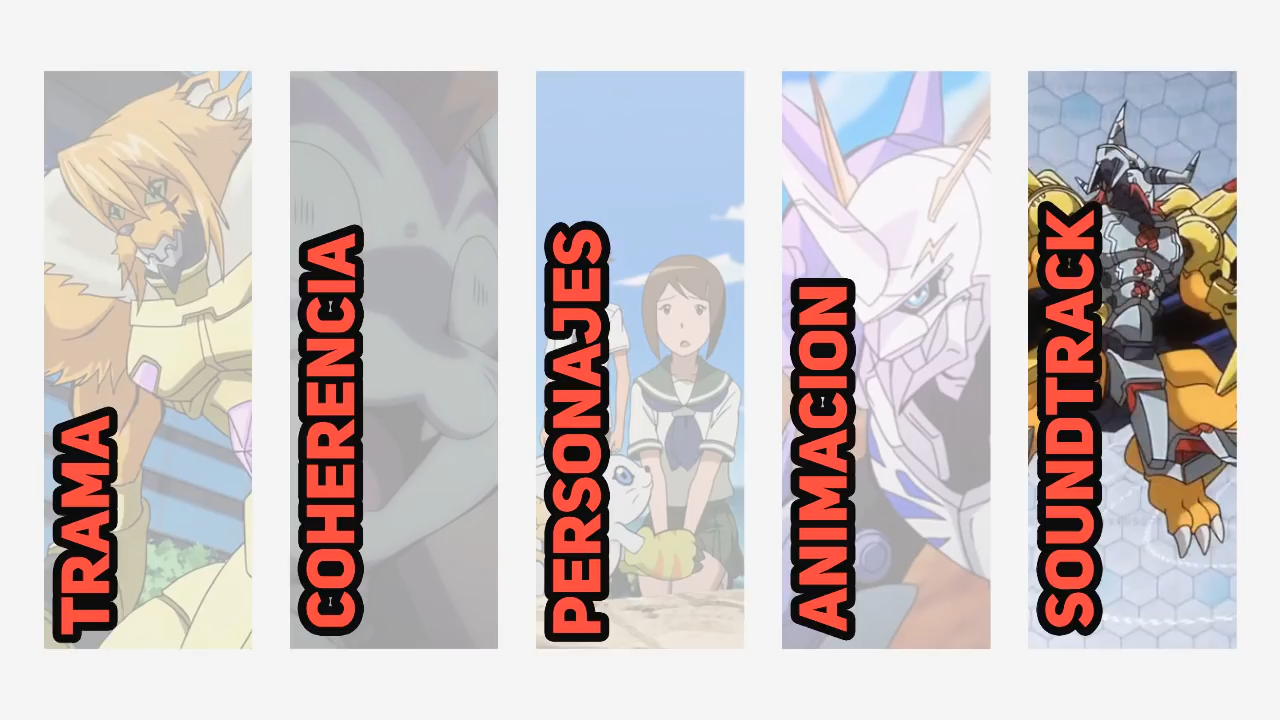 TRAMA
COHERENCIA
PERSONAJES
ANIMACION
SOUNDTRACK